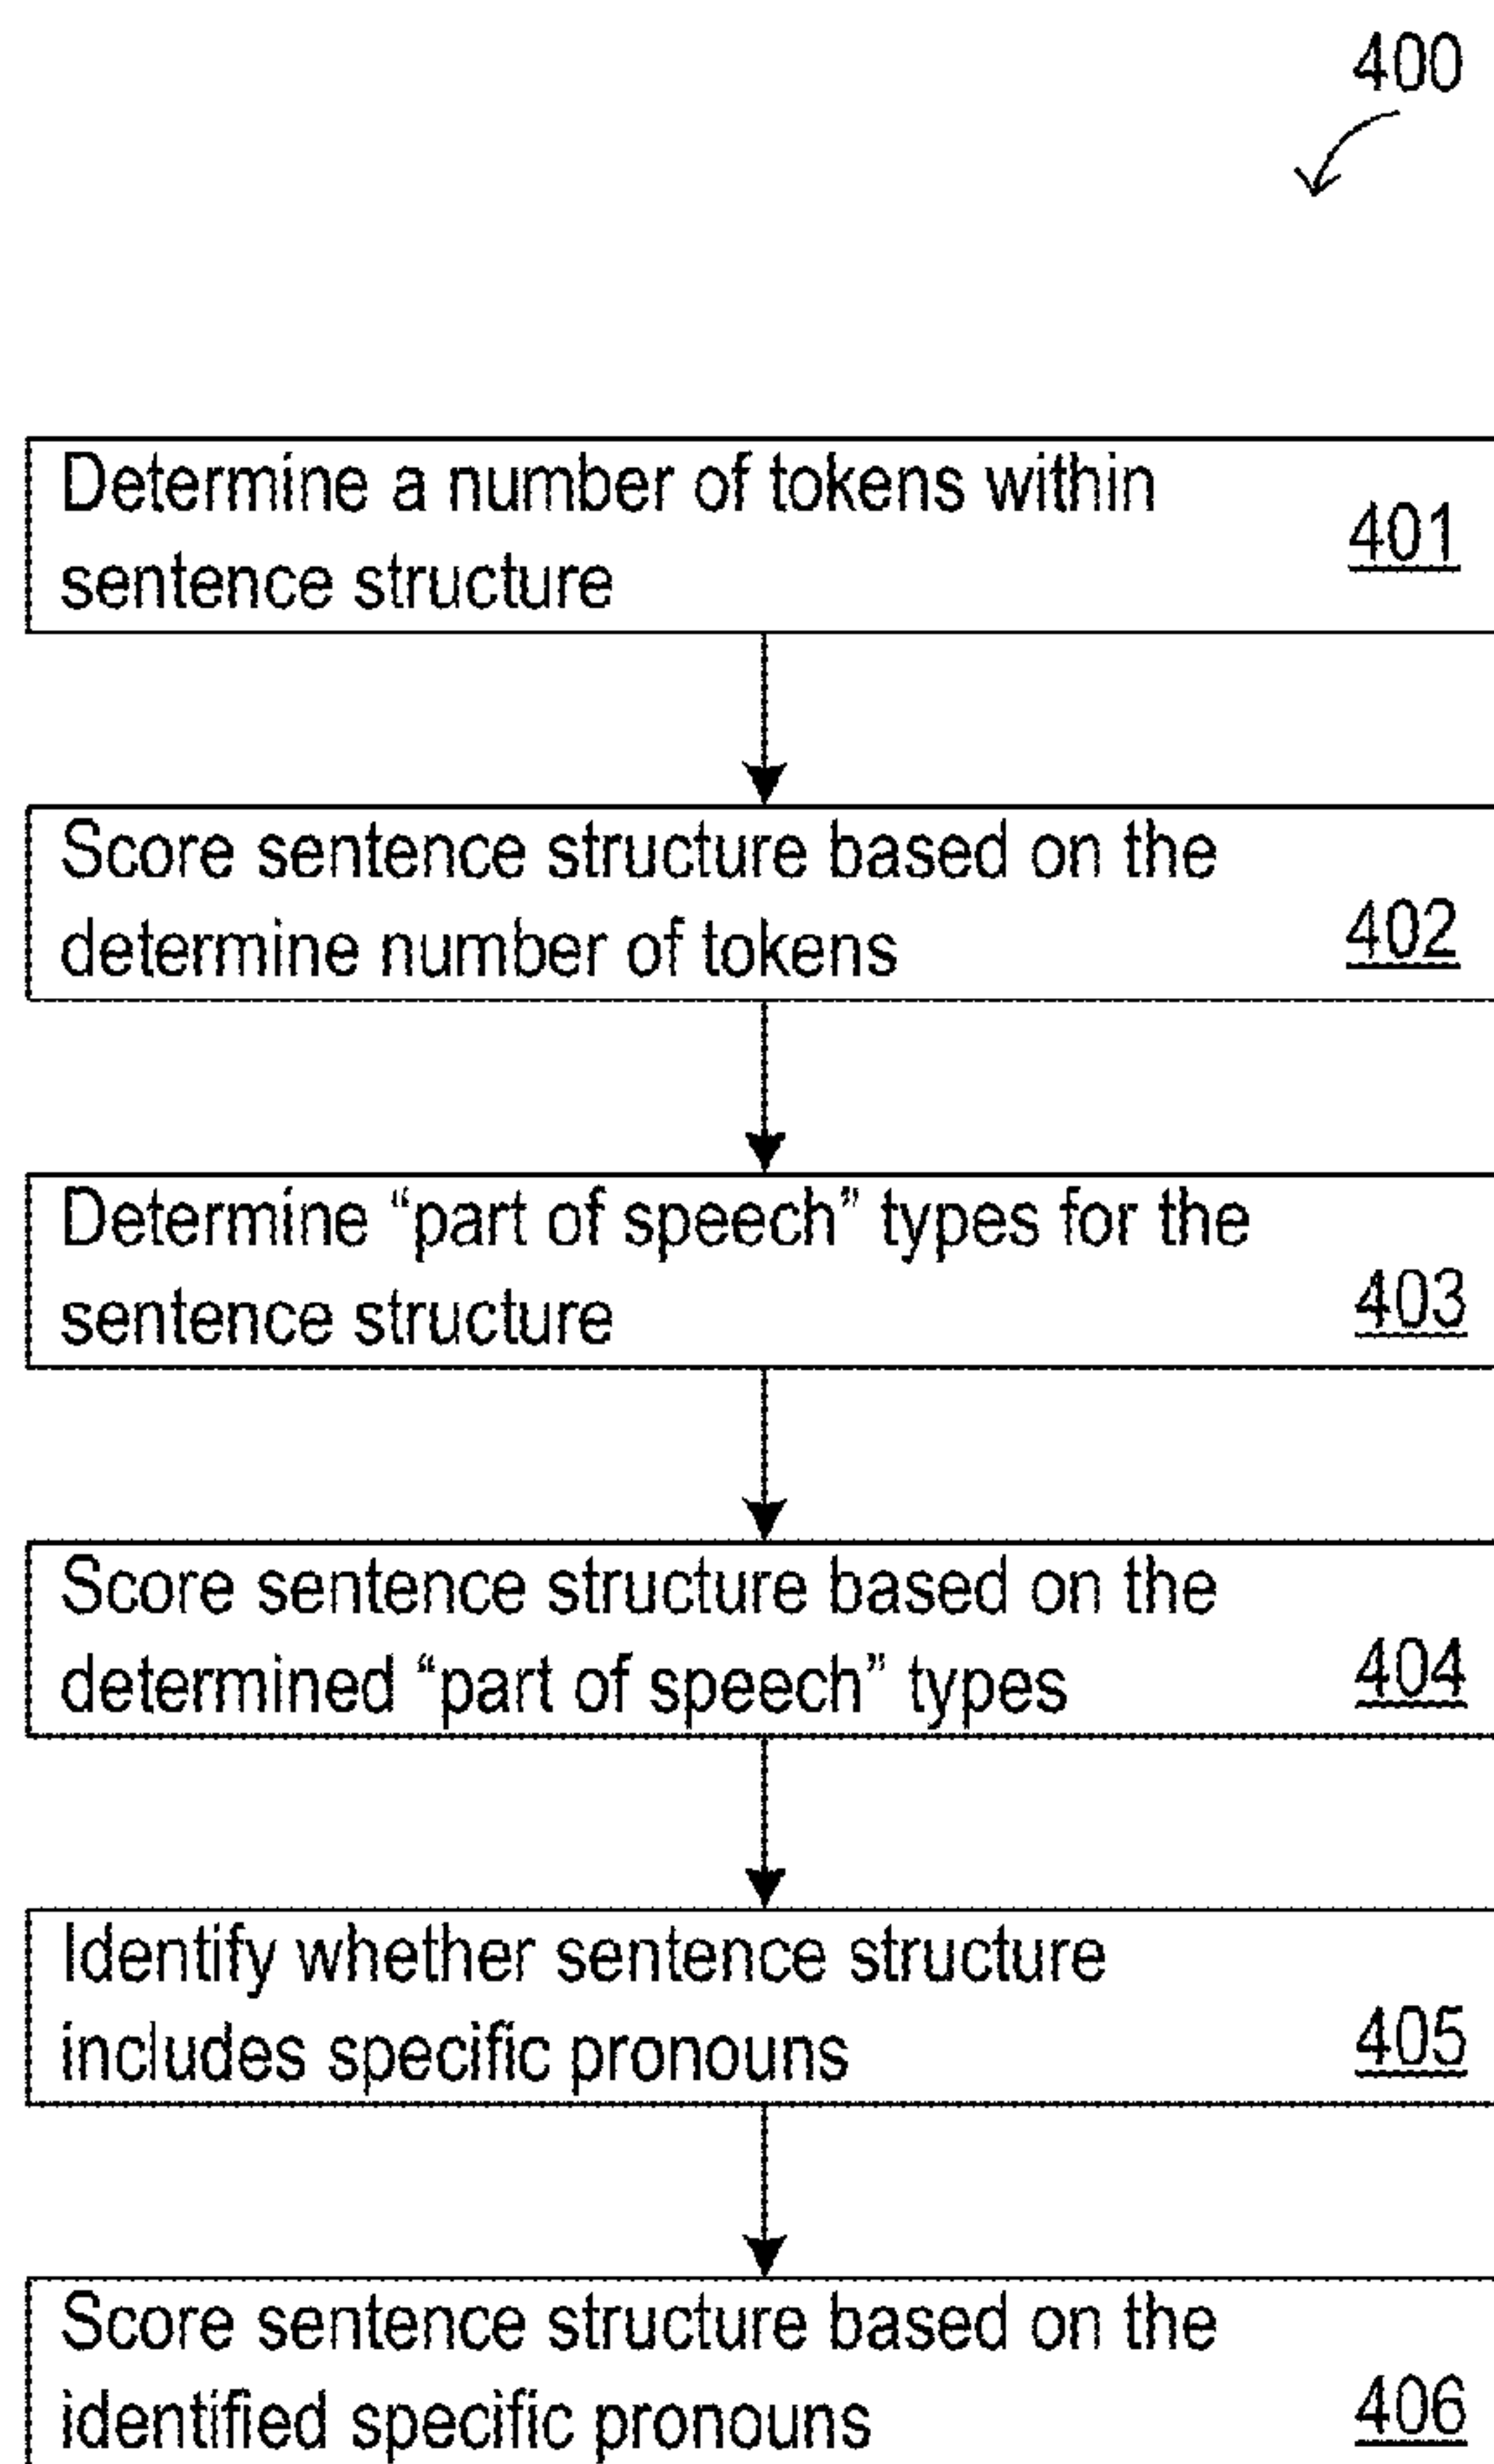 400
Determine a number of tokens within
sentence structure
401
Score sentence structure based on the
determine number of tokens
402
Determine “part of speech” types for the
sentence structure
403
Score sentence structure based on the
determined “part of speech” types
404
Identify whether sentence structure
includes specific pronouns
405
Score sentence structure based on the
identified specific pronouns
406